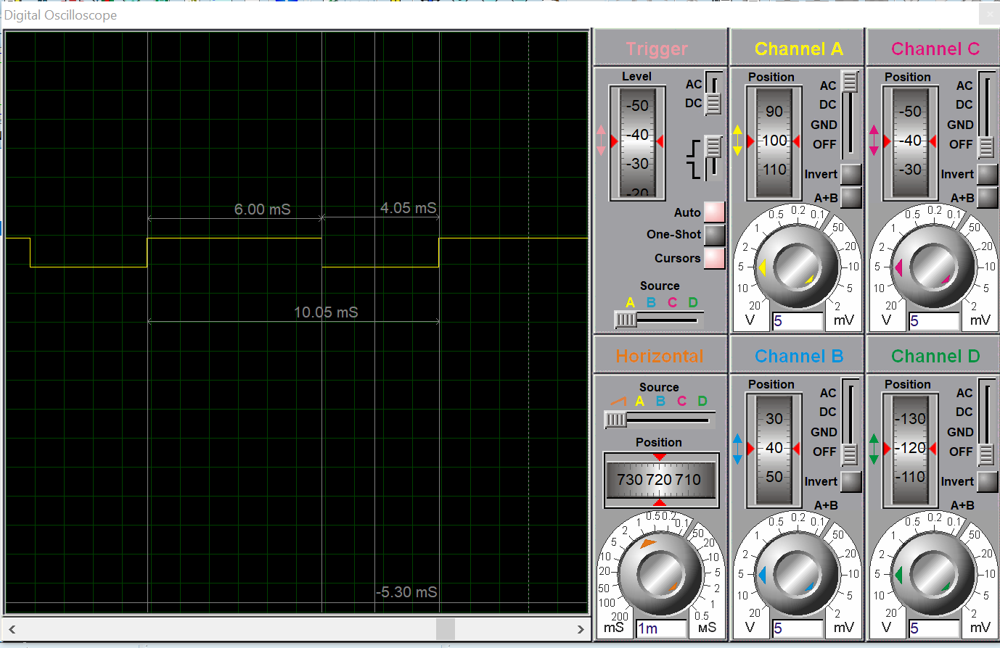 Digital Oscilloscope
6.00 mS
4.05 mS
10.05 mS
-5.30 mS
Trigger
Level
-50
-40
-30
-20
AC
DC
Auto
One-Shot
Cursors
Source
A B C D
Channel A
Position
90
100
110
AC
DC
GND
OFF
Invert
A+B
20
10
5
2
1
0.5
0.2
0.1
50
20
10
5
2
V
5
mV
Channel C
Position
-50
-40
-30
AC
DC
GND
OFF
Invert
A+B
20
10
5
2
1
0.5
0.2
0.1
50
20
10
5
2
V
5
mV
Horizontal
Source
A B C D
Position
730 720 710
200
100
50
20
10
5
2
1
0.5
0.2
0.1
50
20
10
5
2
1
0.5
mS
1m
мS
Channel B
Position
30
40
50
AC
DC
GND
OFF
Invert
A+B
20
10
5
2
1
0.5
0.2
0.1
50
20
10
5
2
V
5
mV
Channel D
Position
-130
-120
-110
AC
DC
GND
OFF
Invert
A+B
20
10
5
2
1
0.5
0.2
0.1
50
20
10
5
2
V
5
mV